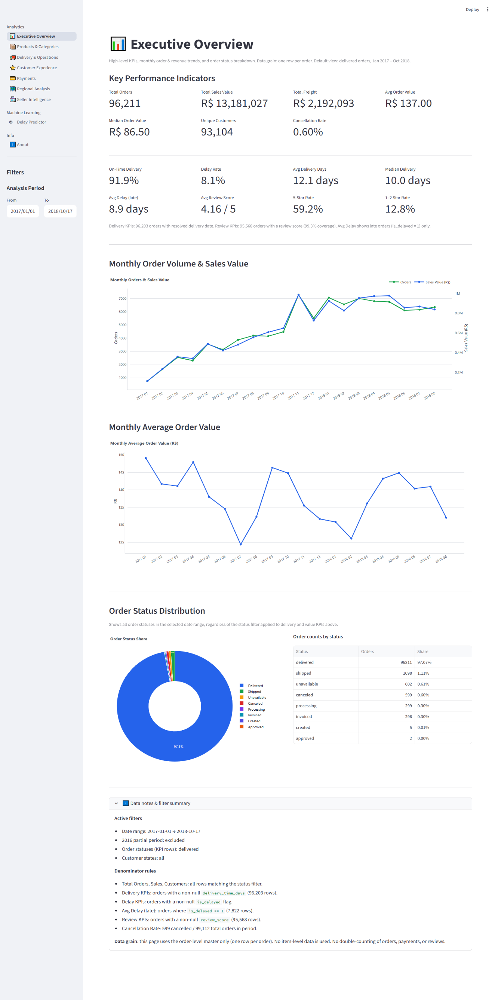 Deploy
Analytics
Executive Overview
Products & Categories
Delivery & Operations
Customer Experience
Payments
Regional Analysis
Seller Intelligence
Machine Learning
Delay Predictor
Info
About
Filters
Analysis Period
From To
2017/01/01 2018/10/17
Executive Overview
High-level KPIs, monthly order & revenue trends, and order status breakdown. Data grain: one row per order. Default view: delivered orders, Jan 2017 – Oct 2018.
Key Performance Indicators
Total Orders Total Sales Value Total Freight Avg Order Value
96,211 R$ 13,181,027 R$ 2,192,093 R$ 137.00
Median Order Value Unique Customers Cancellation Rate
R$ 86.50 93,104 0.60%
On-Time Delivery Delay Rate Avg Delivery Days Median Delivery
91.9% 8.1% 12.1 days 10.0 days
Avg Delay (late) Avg Review Score 5-Star Rate 1–2 Star Rate
8.9 days 4.16 / 5 59.2% 12.8%
Delivery KPIs: 96,203 orders with resolved delivery date. Review KPIs: 95,568 orders with a review score (99.3% coverage). Avg Delay shows late orders (is_delayed = 1) only.
Monthly Order Volume & Sales Value
Monthly Orders & Sales Value
Orders Sales Value (R$)
7000
6000
5000
4000
3000
2000
1000
Orders
1M
0.8M
0.6M
0.4M
0.2M
Sales Value (R$)
2017 01 2017 02 2017 03 2017 04 2017 05 2017 06 2017 07 2017 08 2017 09 2017 10 2017 11 2017 12 2018 01 2018 02 2018 03 2018 04 2018 05 2018 06 2018 07 2018 08
Monthly Average Order Value
Monthly Average Order Value (R$)
150
145
140
135
130
125
R$
2017 01 2017 02 2017 03 2017 04 2017 05 2017 06 2017 07 2017 08 2017 09 2017 10 2017 11 2017 12 2018 01 2018 02 2018 03 2018 04 2018 05 2018 06 2018 07 2018 08
Order Status Distribution
Shows all order statuses in the selected date range, regardless of the status filter applied to delivery and value KPIs above.
Order Status Share
97.1%
Delivered
Shipped
Unavailable
Canceled
Processing
Invoiced
Created
Approved
Order counts by status
Status Orders Share
delivered 96211 97.07%
shipped 1098 1.11%
unavailable 602 0.61%
canceled 599 0.60%
processing 299 0.30%
invoiced 296 0.30%
created 5 0.01%
approved 2 0.00%
Data notes & filter summary
Active filters
• Date range: 2017-01-01 → 2018-10-17
• 2016 partial period: excluded
• Order statuses (KPI rows): delivered
• Customer states: all
Denominator rules
• Total Orders, Sales, Customers: all rows matching the status filter.
• Delivery KPIs: orders with a non-null delivery_time_days (96,203 rows).
• Delay KPIs: orders with a non-null is_delayed flag.
• Avg Delay (late): orders where is_delayed == 1 (7,822 rows).
• Review KPIs: orders with a non-null review_score (95,568 rows).
• Cancellation Rate: 599 cancelled / 99,112 total orders in period.
Data grain: this page uses the order-level master only (one row per order). No item-level data is used. No double-counting of orders, payments, or reviews.